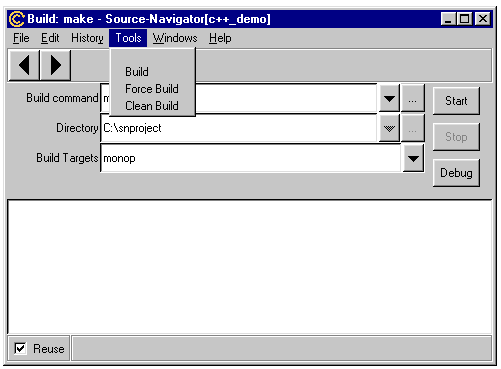 Build: make - Source-Navigator[c++_demo]
File Edit History Tools Windows Help
Build
Force Build
Clean Build
Build command m ... Start
Directory C:\snproject ... Stop
Build Targets monop Debug
Reuse